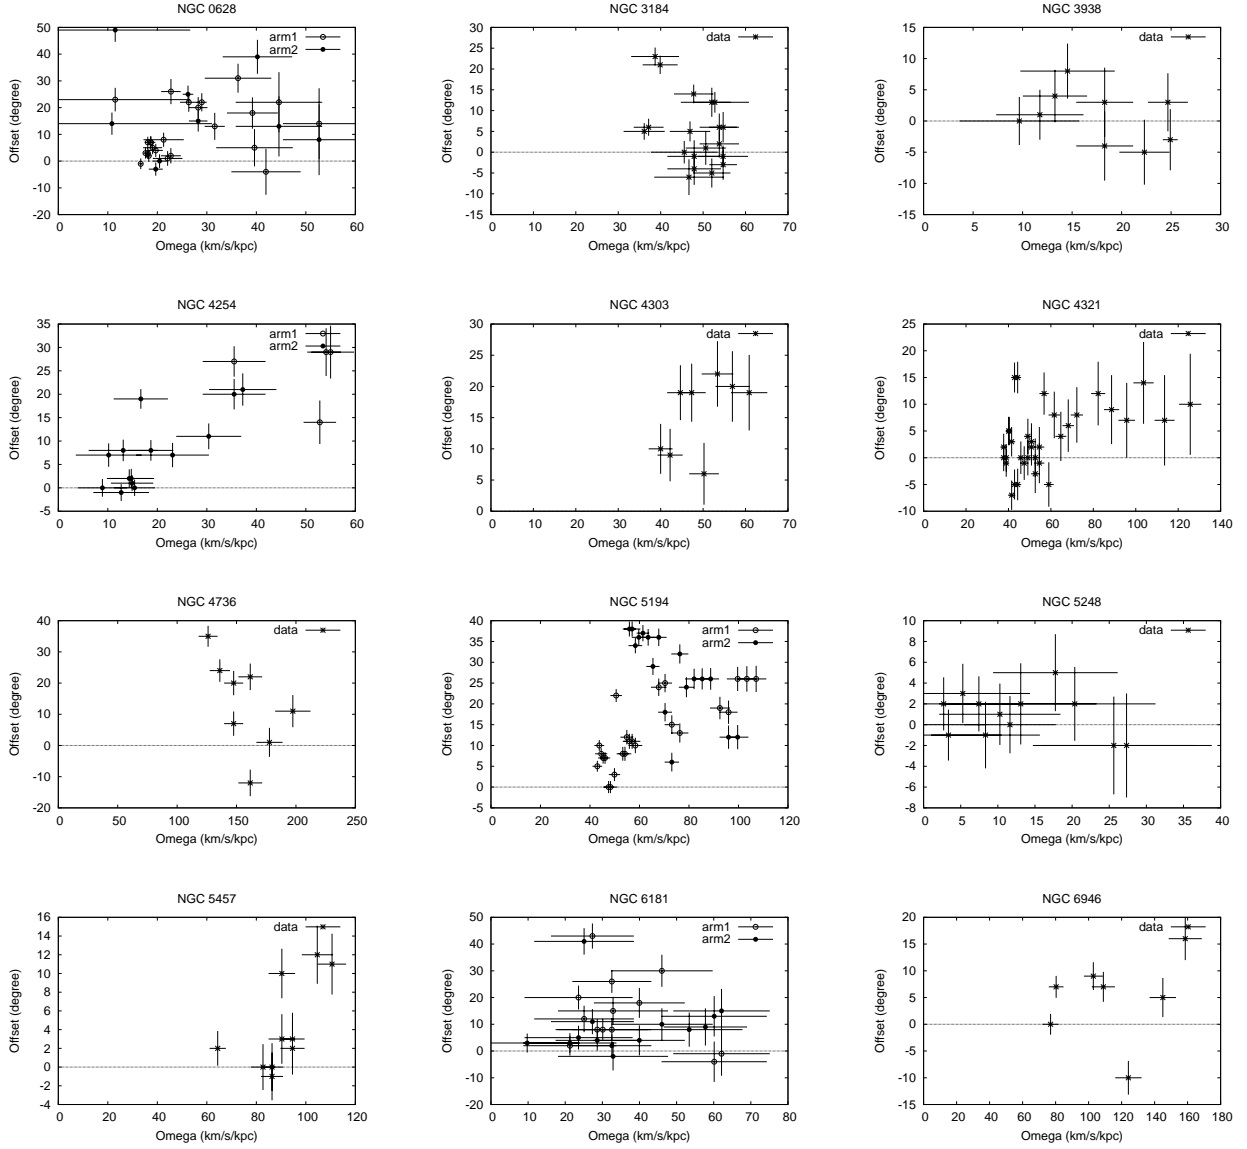 NGC 0628
Offset (degree)
50
40
30
20
10
0
-10
-20
arm1
arm2
0 10 20 30 40 50 60
Omega (km/s/kpc)
NGC 3184
Offset (degree)
30
25
20
15
10
5
0
-5
-10
-15
data
0 10 20 30 40 50 60 70
Omega (km/s/kpc)
NGC 3938
Offset (degree)
15
10
5
0
-5
-10
-15
data
0 5 10 15 20 25 30
Omega (km/s/kpc)
NGC 4254
Offset (degree)
35
30
25
20
15
10
5
0
-5
arm1
arm2
0 10 20 30 40 50 60
Omega (km/s/kpc)
NGC 4303
Offset (degree)
30
25
20
15
10
5
0
data
0 10 20 30 40 50 60 70
Omega (km/s/kpc)
NGC 4321
Offset (degree)
25
20
15
10
5
0
-5
-10
data
0 20 40 60 80 100 120 140
Omega (km/s/kpc)
NGC 4736
Offset (degree)
40
30
20
10
0
-10
-20
data
0 50 100 150 200 250
Omega (km/s/kpc)
NGC 5194
Offset (degree)
40
35
30
25
20
15
10
5
0
-5
arm1
arm2
0 20 40 60 80 100 120
Omega (km/s/kpc)
NGC 5248
Offset (degree)
10
8
6
4
2
0
-2
-4
-6
-8
data
0 5 10 15 20 25 30 35 40
Omega (km/s/kpc)
NGC 5457
Offset (degree)
16
14
12
10
8
6
4
2
0
-2
-4
data
0 20 40 60 80 100 120
Omega (km/s/kpc)
NGC 6181
Offset (degree)
50
40
30
20
10
0
-10
-20
arm1
arm2
0 10 20 30 40 50 60 70 80
Omega (km/s/kpc)
NGC 6946
Offset (degree)
20
15
10
5
0
-5
-10
-15
data
0 20 40 60 80 100 120 140 160 180
Omega (km/s/kpc)